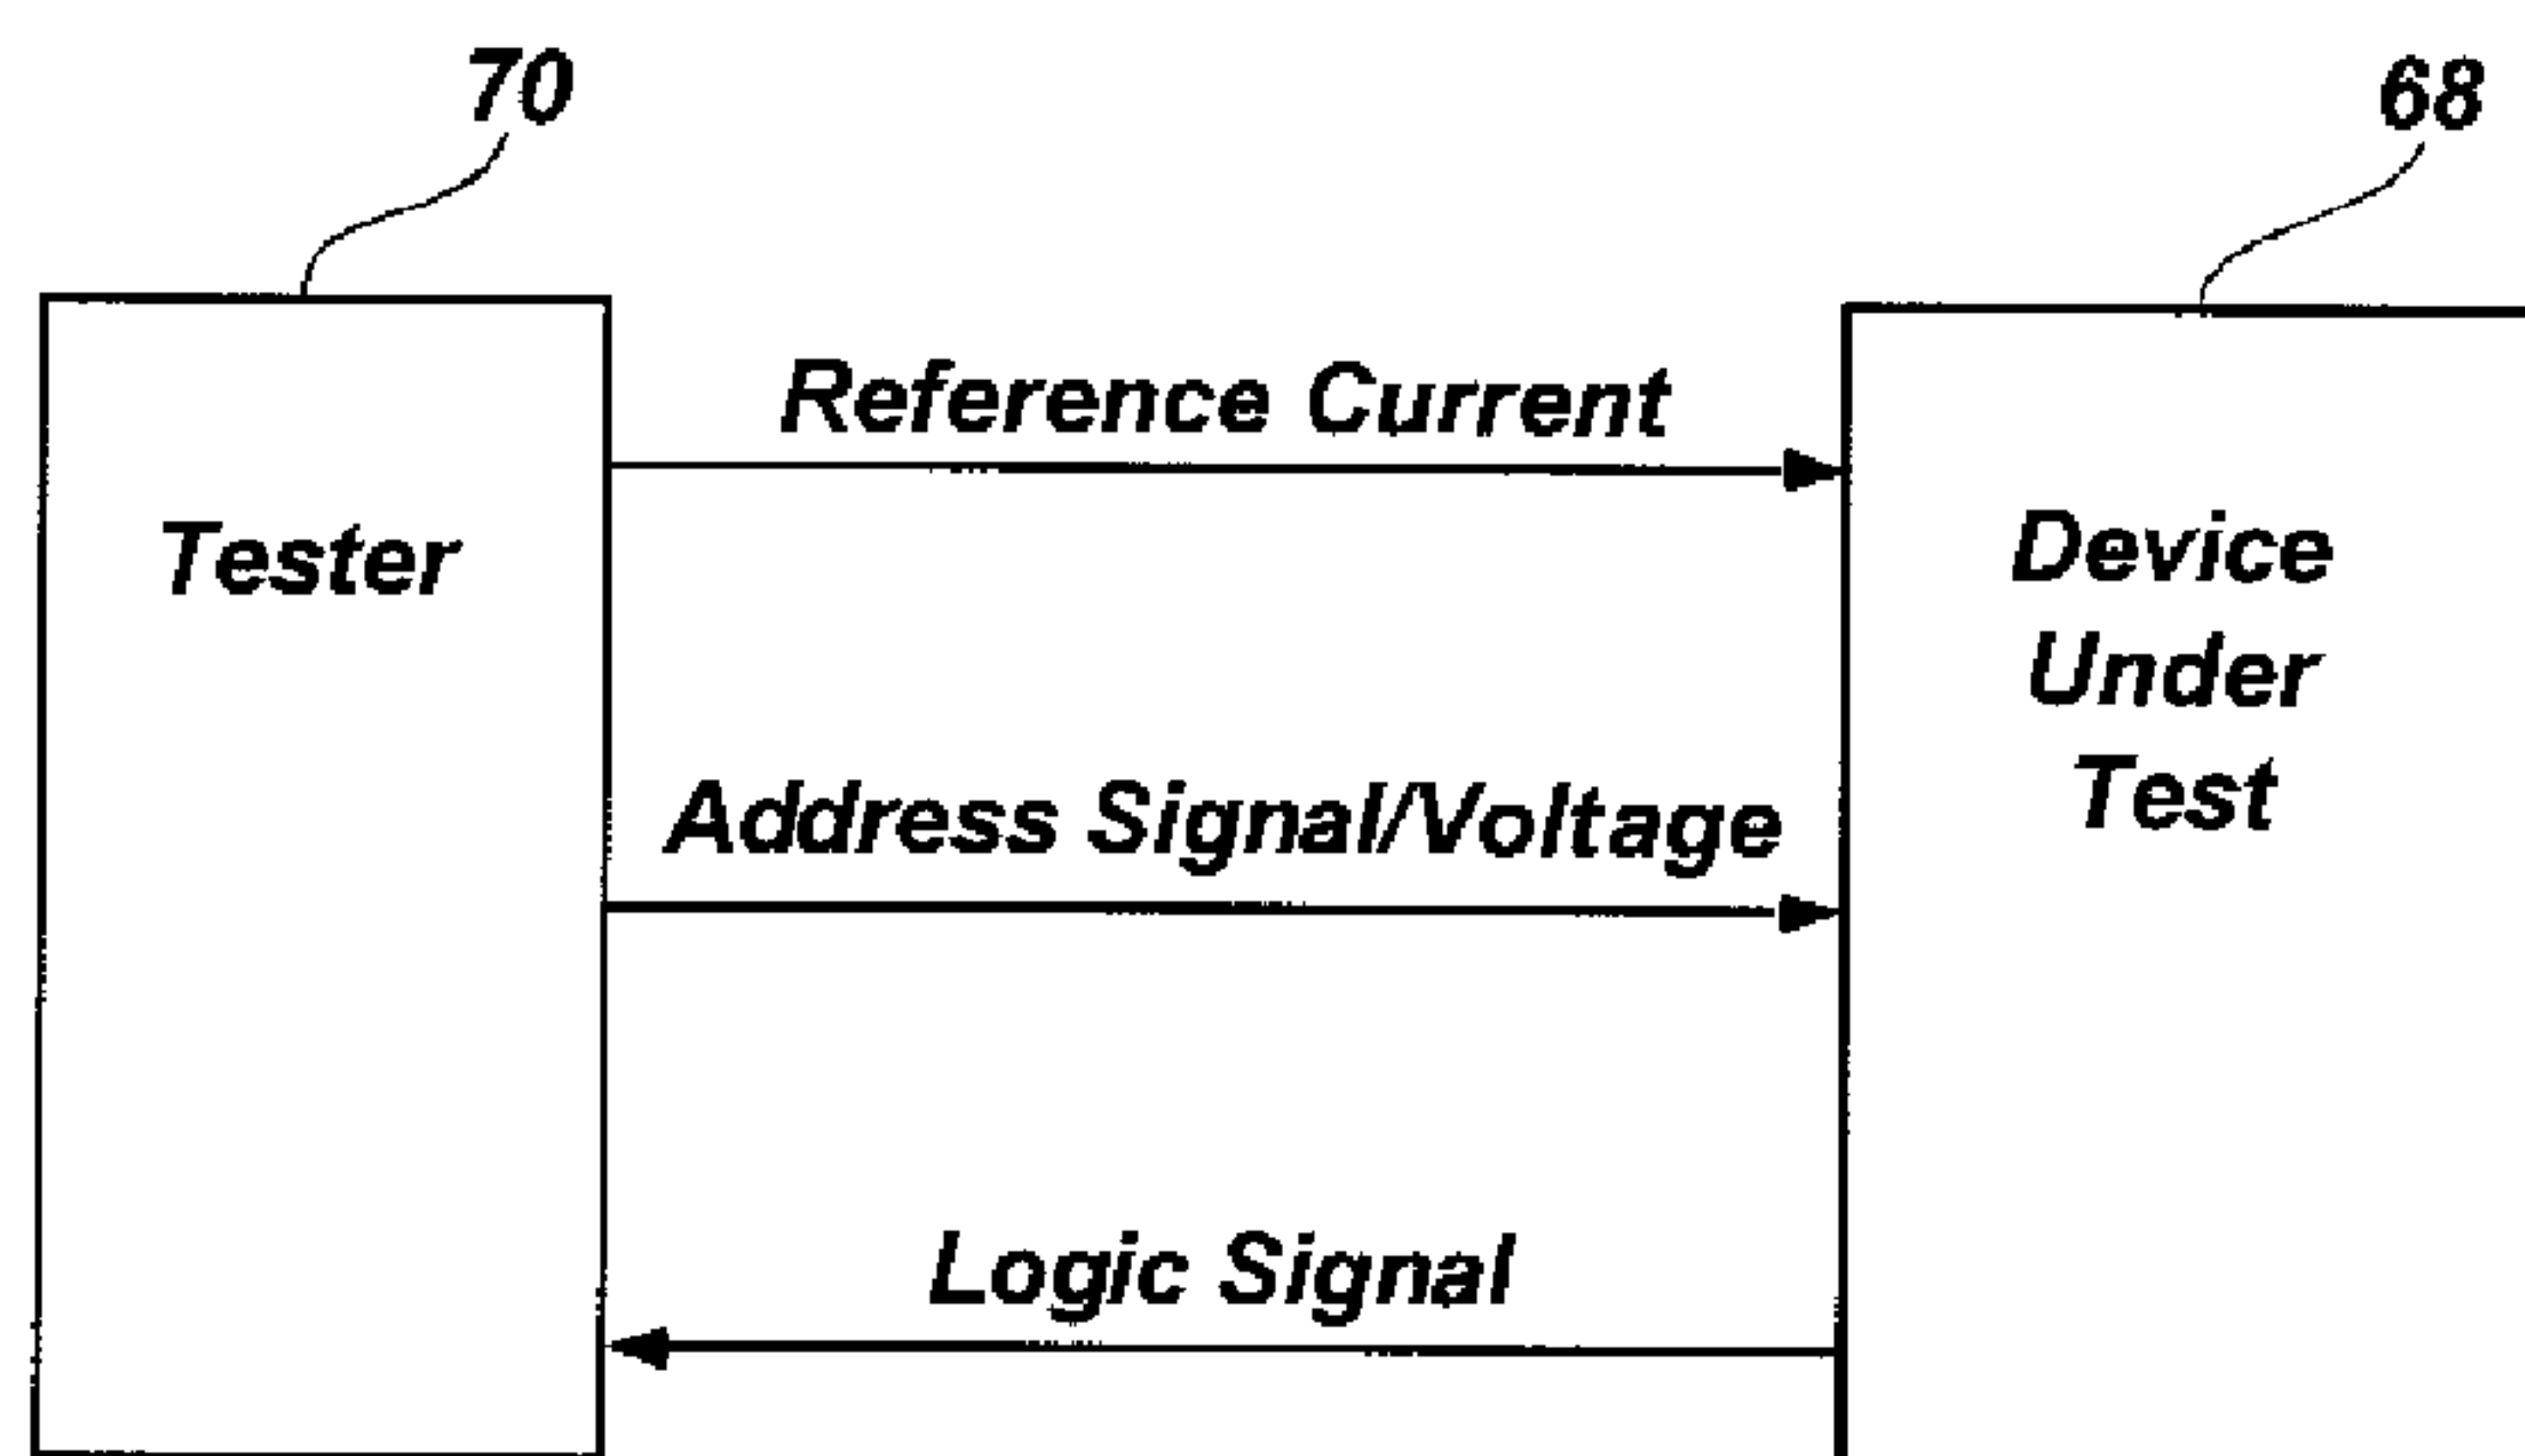 70
68
Reference Current
Tester
Device
Under
Test
Address Signal/Voltage
Logic Signal